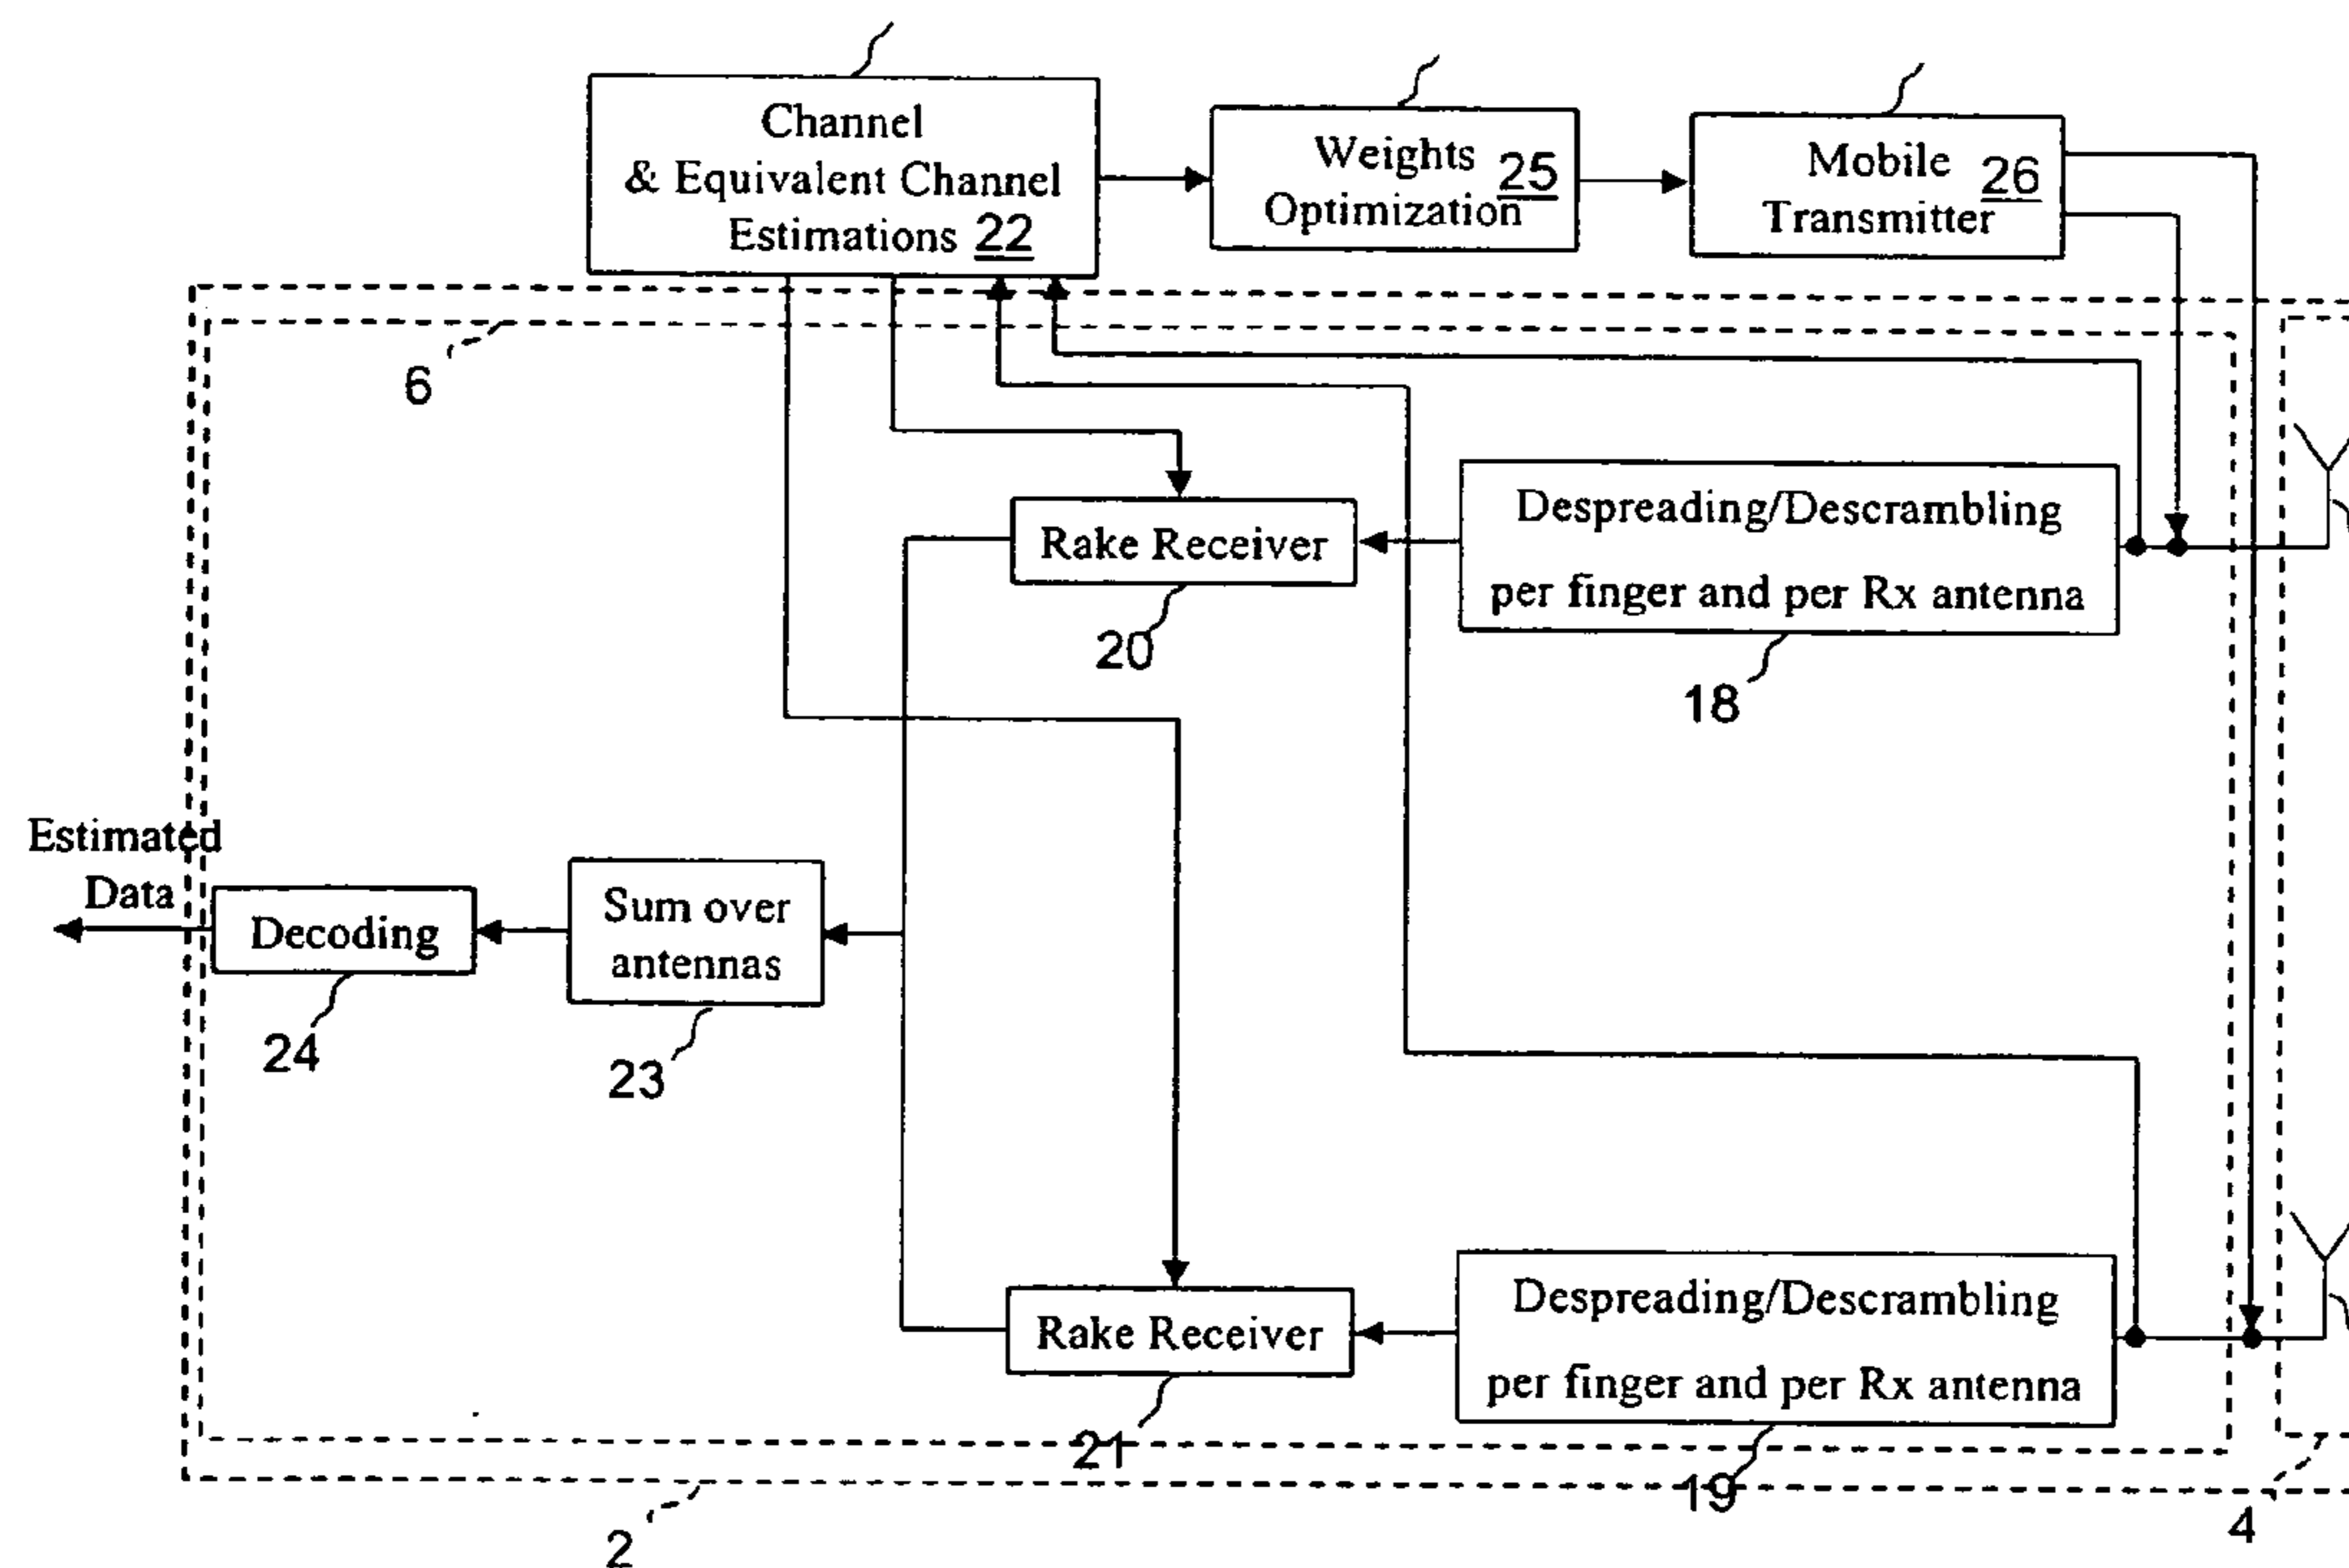 Channel
& Equivalent Channel
Estimations 22
Weights 25
Optimization
Mobile 26
Transmitter
6
Rake Receiver
20
Despreading/Descrambling
per finger and per Rx antenna
18
Estimated
Data
Decoding
24
Sum over
antennas
23
Rake Receiver
21
Despreading/Descrambling
per finger and per Rx antenna
19
2
4